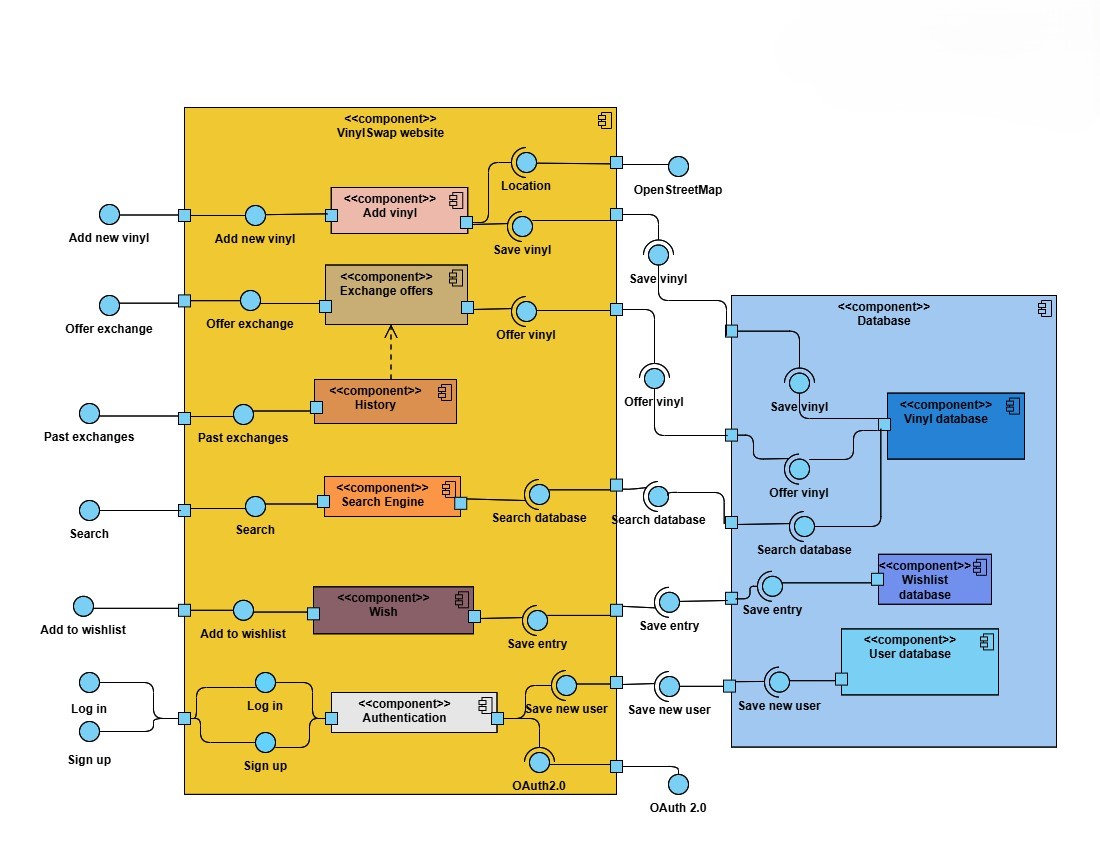 <<component>>
VinylSwap website
Location
OpenStreetMap
<<component>>
Add vinyl
Add new vinyl
Add new vinyl
Save vinyl
Save vinyl
<<component>>
Exchange offers
Offer exchange
Offer exchange
Offer vinyl
<<component>>
Database
<<component>>
History
Past exchanges
Past exchanges
Offer vinyl
Save vinyl
<<component>>
Vinyl database
Offer vinyl
<<component>>
Search Engine
Search
Search
Search database
Search database
Search database
<<component>>
Wishlist
database
<<component>>
Wish
Add to wishlist
Add to wishlist
Save entry
Save entry
Save entry
<<component>>
User database
Log in
Log in
<<component>>
Authentication
Save new user
Save new user
Save new user
Sign up
Sign up
OAuth2.0
OAuth 2.0